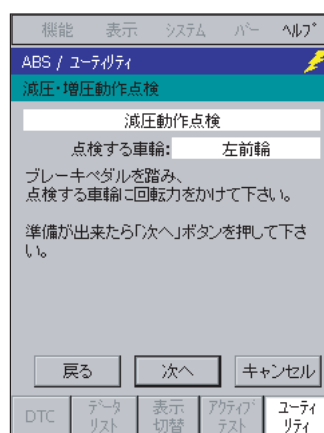 機能 表示 システム バー ヘルプ
ABS / ユーティリティ
減圧・増圧動作点検
減圧動作点検
点検する車輪: 左前輪
ブレーキペダルを踏み、
点検する車輪に回転力をかけて下さい。
準備が出来たら「次へ」ボタンを押して下さ
い。
戻る 次へ キャンセル
DTC データ 表示 アクティブ ユーティ
リスト 切替 テスト リティ